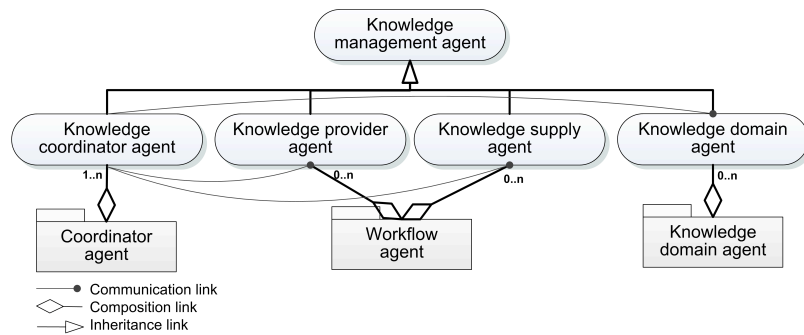 Knowledge
management agent
Knowledge
coordinator agent
Knowledge provider
agent
Knowledge supply
agent
Knowledge domain
agent
1..n
0..n
0..n
0..n
Coordinator
agent
Workflow
agent
Knowledge
domain agent
Communication link
Composition link
Inheritance link